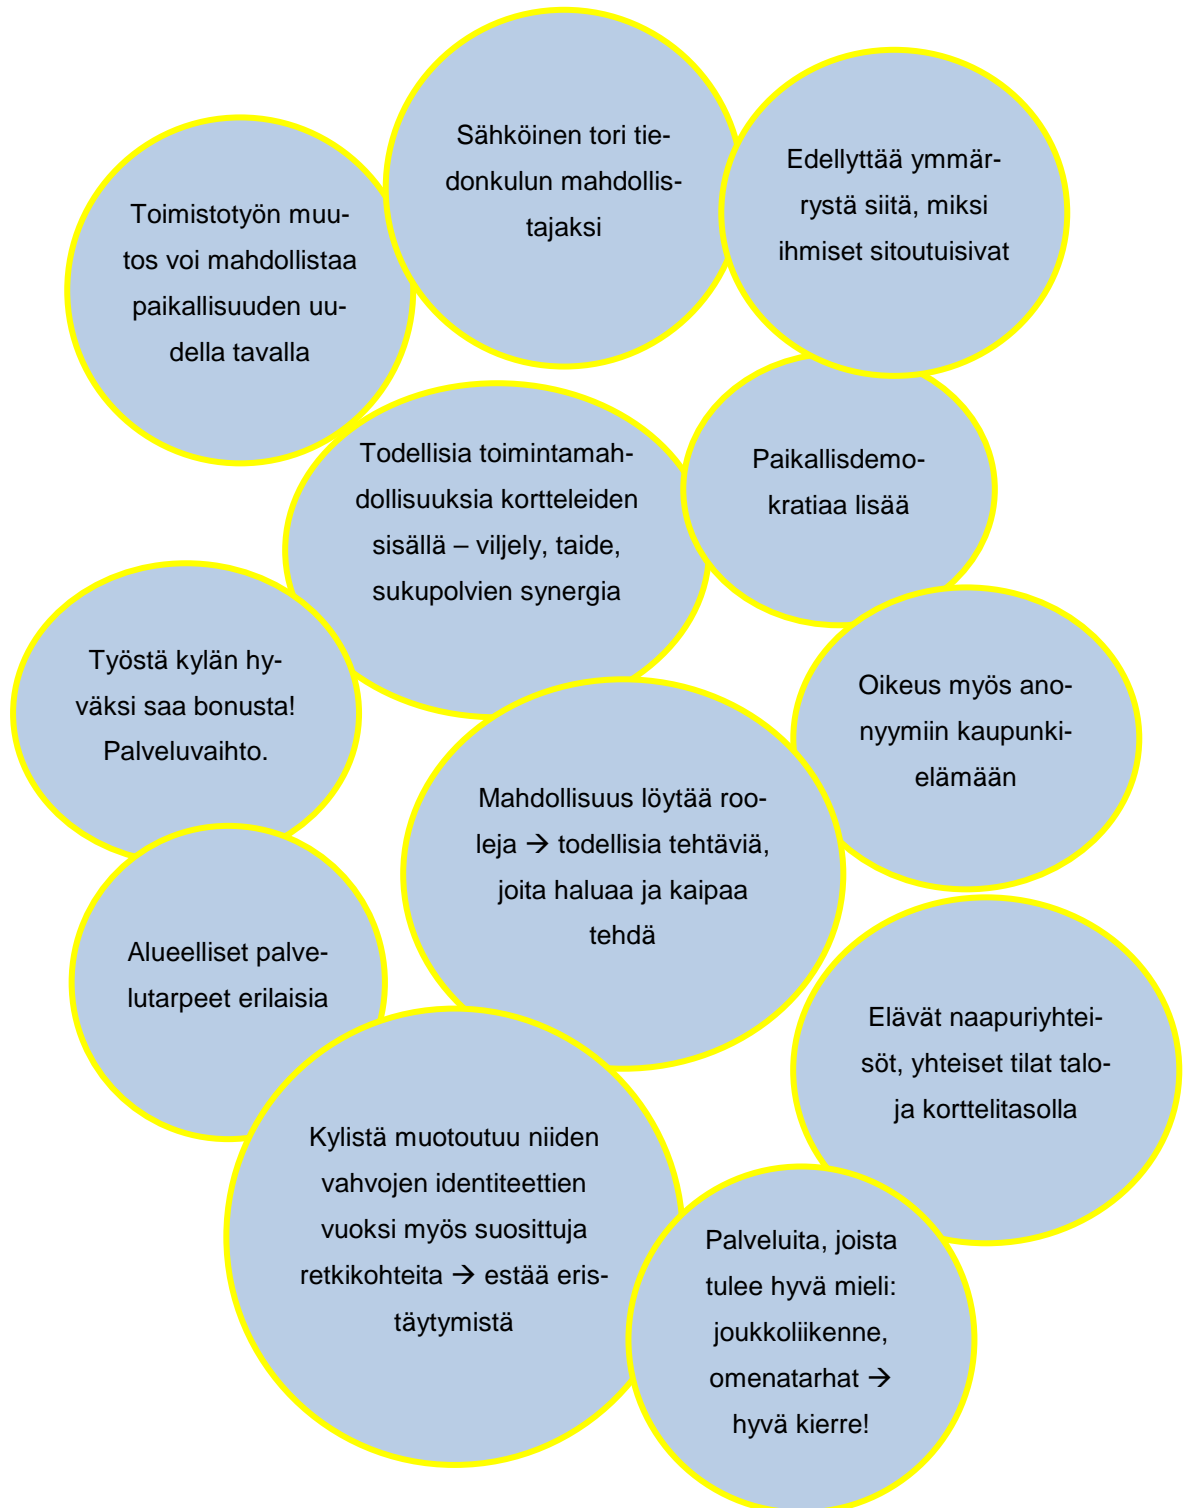 Sähköinen tori tie-
donkulun mahdollis-
tajaksi
Edellyttää ymmär-
rystä siitä, miksi
ihmiset sitoutuisivat
Toimistotyön muu-
tos voi mahdollistaa
paikallisuuden uu-
della tavalla
Todellisia toimintamah-
dollisuuksia kortteleiden
sisällä – viljely, taide,
sukupolvien synergia
Paikallisdemo-
kratiaa lisää
Työstä kylän hy-
väksi saa bonusta!
Palveluvaihto.
Oikeus myös ano-
nyymiin kaupunki-
elämään
Mahdollisuus löytää roo-
leja → todellisia tehtäviä,
joita haluaa ja kaipaa
tehdä
Alueelliset palve-
lutarpeet erilaisia
Elävät naapuriyhtei-
söt, yhteiset tilat talo-
ja korttelitasolla
Kylistä muotoutuu niiden
vahvojen identiteettien
vuoksi myös suosittuja
retkikohteita → estää eris-
täytymistä
Palveluita, joista
tulee hyvä mieli:
joukkoliikenne,
omenatarhat →
hyvä kierre!